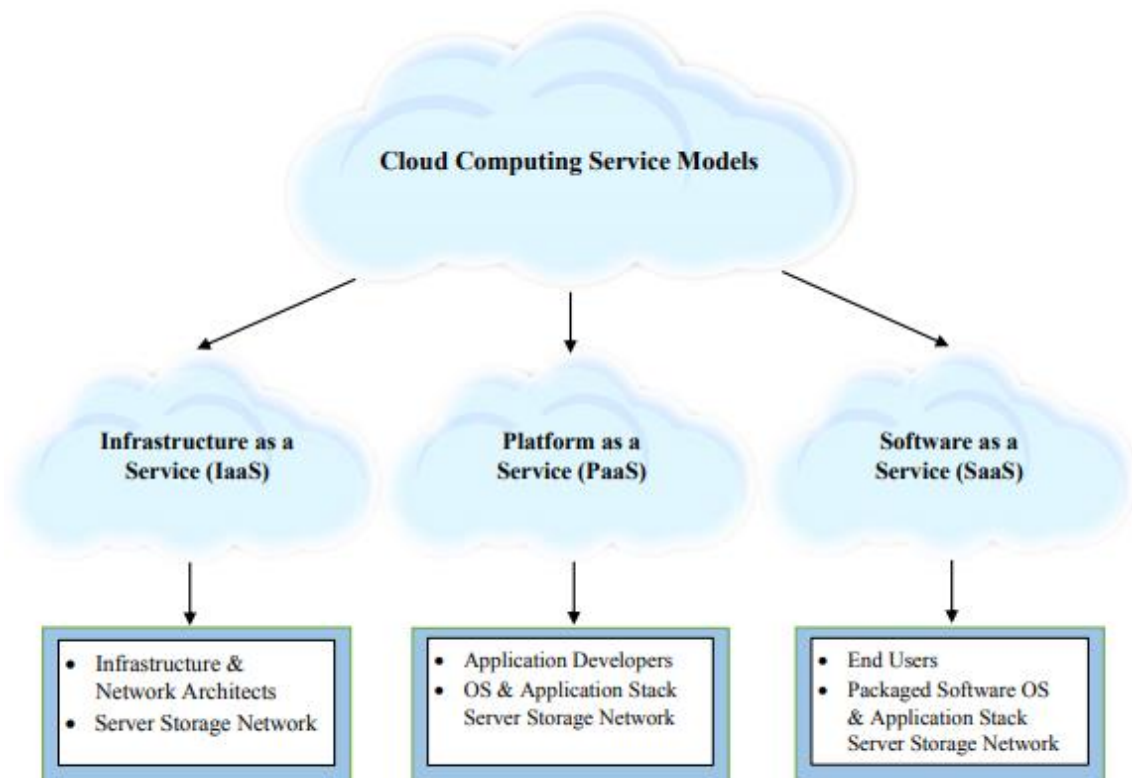 Cloud Computing Service Models
Infrastructure as a
Service (IaaS)
Platform as a
Service (PaaS)
Software as a
Service (SaaS)
• Infrastructure &
Network Architects
• Server Storage Network
• Application Developers
• OS & Application Stack
Server Storage Network
• End Users
• Packaged Software OS
& Application Stack
Server Storage Network